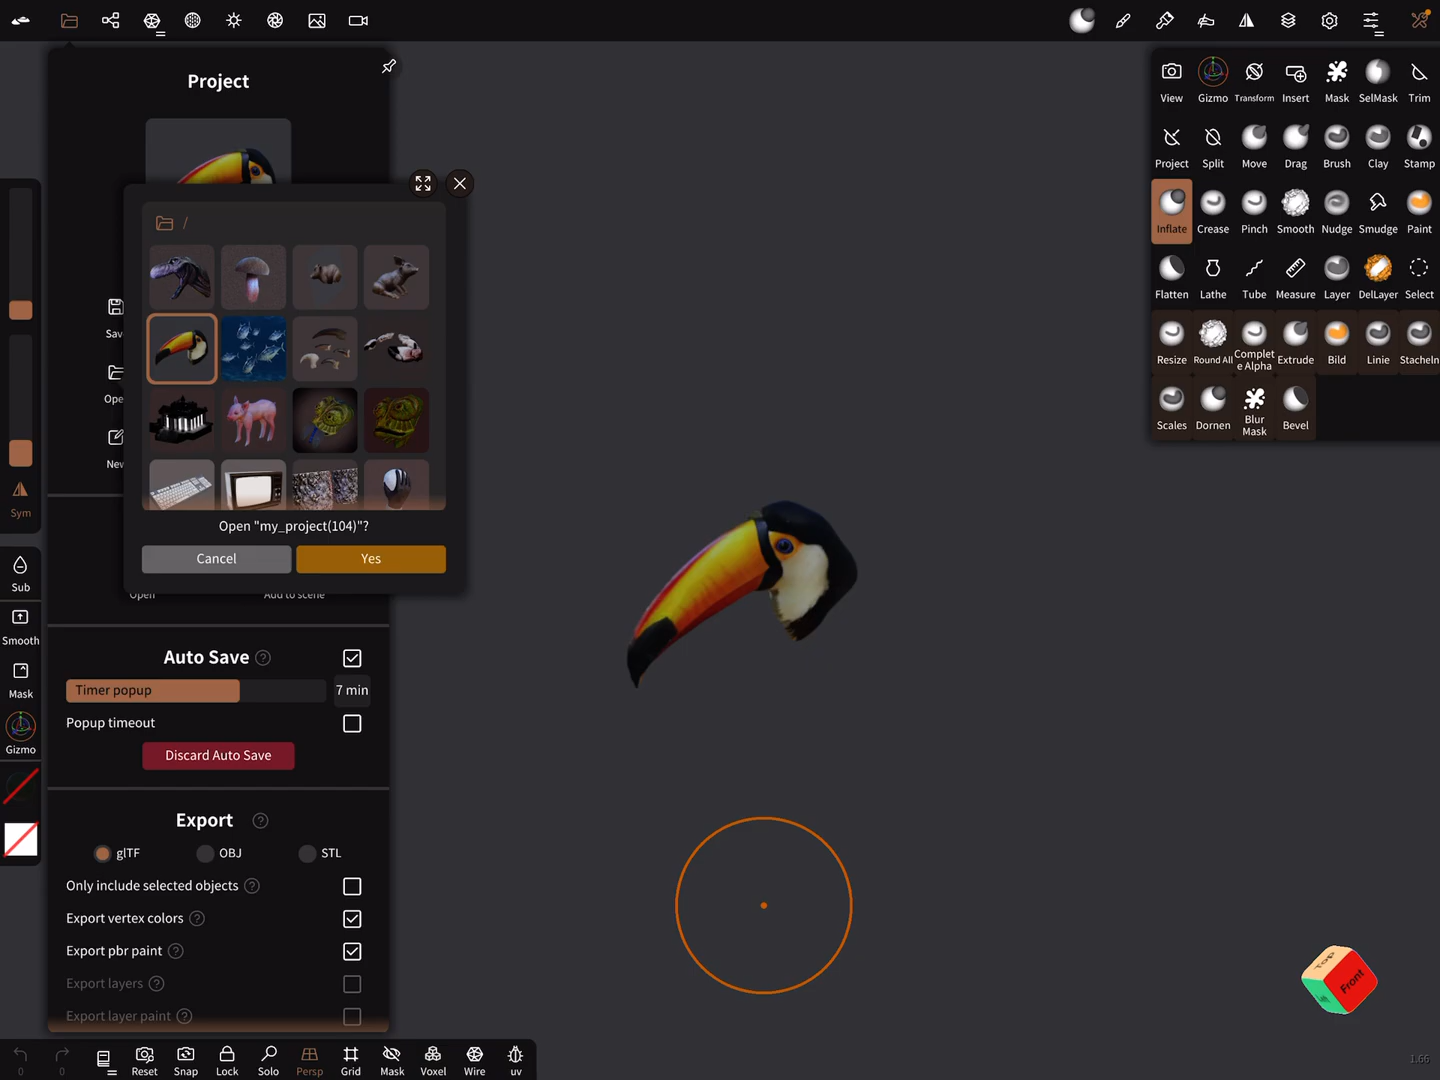 Project
View
Gizmo
Transform
Insert
Mask
SelMask
Trim
Project
Split
Move
Drag
Brush
Clay
Stamp
Inflate
Crease
Pinch
Smooth
Nudge
Smudge
Paint
Flatten
Lathe
Tube
Measure
Layer
DelLayer
Select
Resize
Round All
Complet
e Alpha
Extrude
Bild
Linie
Stacheln
Scales
Dornen
Blur
Mask
Bevel
/
Sav
Ope
New
Open "my_project(104)"?
Cancel
Yes
Open
Add to scene
Sym
Sub
Smooth
Mask
Gizmo
Auto Save ?
Timer popup
7 min
Popup timeout
Discard Auto Save
Export ?
glTF
OBJ
STL
Only include selected objects ?
Export vertex colors ?
Export pbr paint ?
Export layers ?
Export layer paint ?
Top
Front
0
0
Reset
Snap
Lock
Solo
Persp
Grid
Mask
Voxel
Wire
uv
1.66